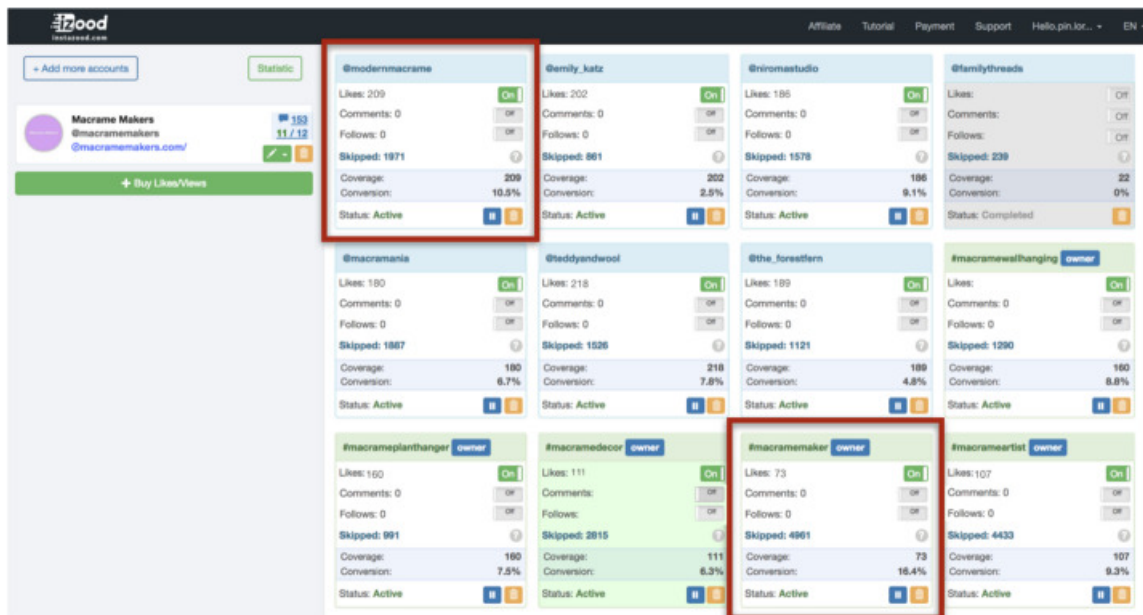 izood
instazood.com
Affiliate Tutorial Payment Support Hello.pin.lor... EN
+ Add more accounts
Statistic
Macrame Makers
@macramemakers
@macramemakers.com/
153
11 / 12
+ Buy Likes/Views
@modernmacrame
Likes: 209 On
Comments: 0 Off
Follows: 0 Off
Skipped: 1971 ?
Coverage: 209
Conversion: 10.5%
Status: Active
@emily_katz
Likes: 202 On
Comments: 0 Off
Follows: 0 Off
Skipped: 861 ?
Coverage: 202
Conversion: 2.5%
Status: Active
@niromastudio
Likes: 186 On
Comments: 0 Off
Follows: 0 Off
Skipped: 1578 ?
Coverage: 186
Conversion: 9.1%
Status: Active
@familythreads
Likes: Off
Comments: Off
Follows: Off
Skipped: 239 ?
Coverage: 22
Conversion: 0%
Status: Completed
@macramania
Likes: 180 On
Comments: 0 Off
Follows: 0 Off
Skipped: 1887 ?
Coverage: 180
Conversion: 6.7%
Status: Active
@teddyandwool
Likes: 218 On
Comments: 0 Off
Follows: 0 Off
Skipped: 1526 ?
Coverage: 218
Conversion: 7.8%
Status: Active
@the_forestfern
Likes: 189 On
Comments: 0 Off
Follows: 0 Off
Skipped: 1121 ?
Coverage: 189
Conversion: 4.8%
Status: Active
#macramewallhanging owner
Likes: On
Comments: 0 Off
Follows: 0 Off
Skipped: 1290 ?
Coverage: 160
Conversion: 8.8%
Status: Active
#macrameplanthanger owner
Likes: 160 On
Comments: 0 Off
Follows: 0 Off
Skipped: 991 ?
Coverage: 160
Conversion: 7.5%
Status: Active
#macramedecor owner
Likes: 111 On
Comments: Off
Follows: Off
Skipped: 2815 ?
Coverage: 111
Conversion: 6.3%
Status: Active
#macramemaker owner
Likes: 73 On
Comments: 0 Off
Follows: 0 Off
Skipped: 4961 ?
Coverage: 73
Conversion: 16.4%
Status: Active
#macrameartist owner
Likes: 107 On
Comments: 0 Off
Follows: 0 Off
Skipped: 4433 ?
Coverage: 107
Conversion: 9.3%
Status: Active